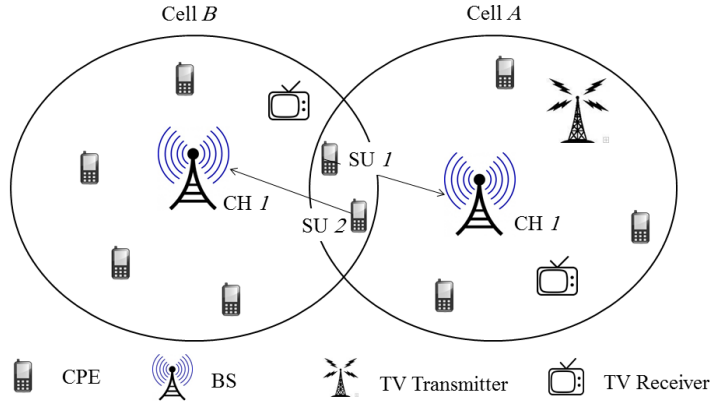 Cell B
Cell A
SU 1
CH 1
SU 2
CH 1
CPE
BS
TV Transmitter
TV Receiver